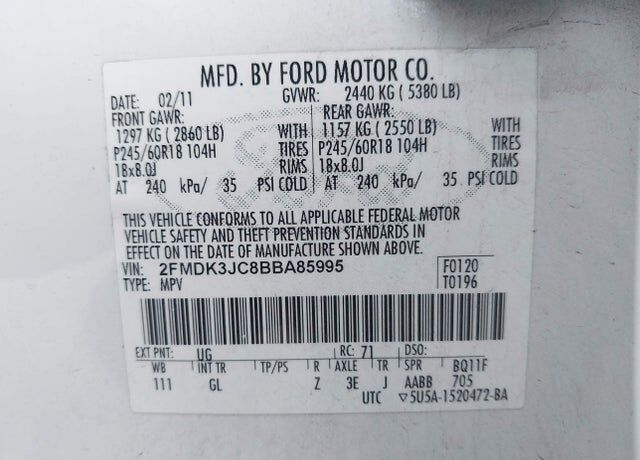 MFD. BY FORD MOTOR CO.
DATE: 02/11 GVWR: 2440 KG ( 5380 LB)
FRONT GAWR: REAR GAWR:
1297 KG ( 2860 LB) WITH 1157 KG ( 2550 LB) WITH
P245/60R18 104H TIRES P245/60R18 104H TIRES
18x8.0J RIMS 18x8.0J RIMS
AT 240 kPa/ 35 PSI COLD AT 240 kPa/ 35 PSI COLD
THIS VEHICLE CONFORMS TO ALL APPLICABLE FEDERAL MOTOR
VEHICLE SAFETY AND THEFT PREVENTION STANDARDS IN
EFFECT ON THE DATE OF MANUFACTURE SHOWN ABOVE.
VIN: 2FMDK3JC8BBA85995 F0120
TYPE: MPV T0196
EXT PNT: UG RC: 71 DSO:
WB INT TR TP/PS R AXLE TR SPR BQ11F
111 GL Z 3E J AABB 705
UTC ▽5U5A-1520472-BA